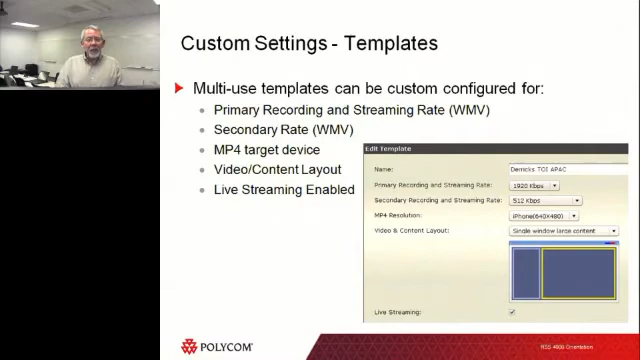 Custom Settings - Templates
Multi-use templates can be custom configured for:
Primary Recording and Streaming Rate (WMV)
Secondary Rate (WMV)
MP4 target device
Video/Content Layout
Live Streaming Enabled
Edit Template
Name: Derricks TOI APAC
Primary Recording and Streaming Rate: 1920 Kbps
Secondary Recording and Streaming Rate: 512 Kbps
MP4 Resolution: iPhone(640X480)
Video & Content Layout: Single window large content
Live Streaming:
POLYCOM
RSS 4000 Orientation